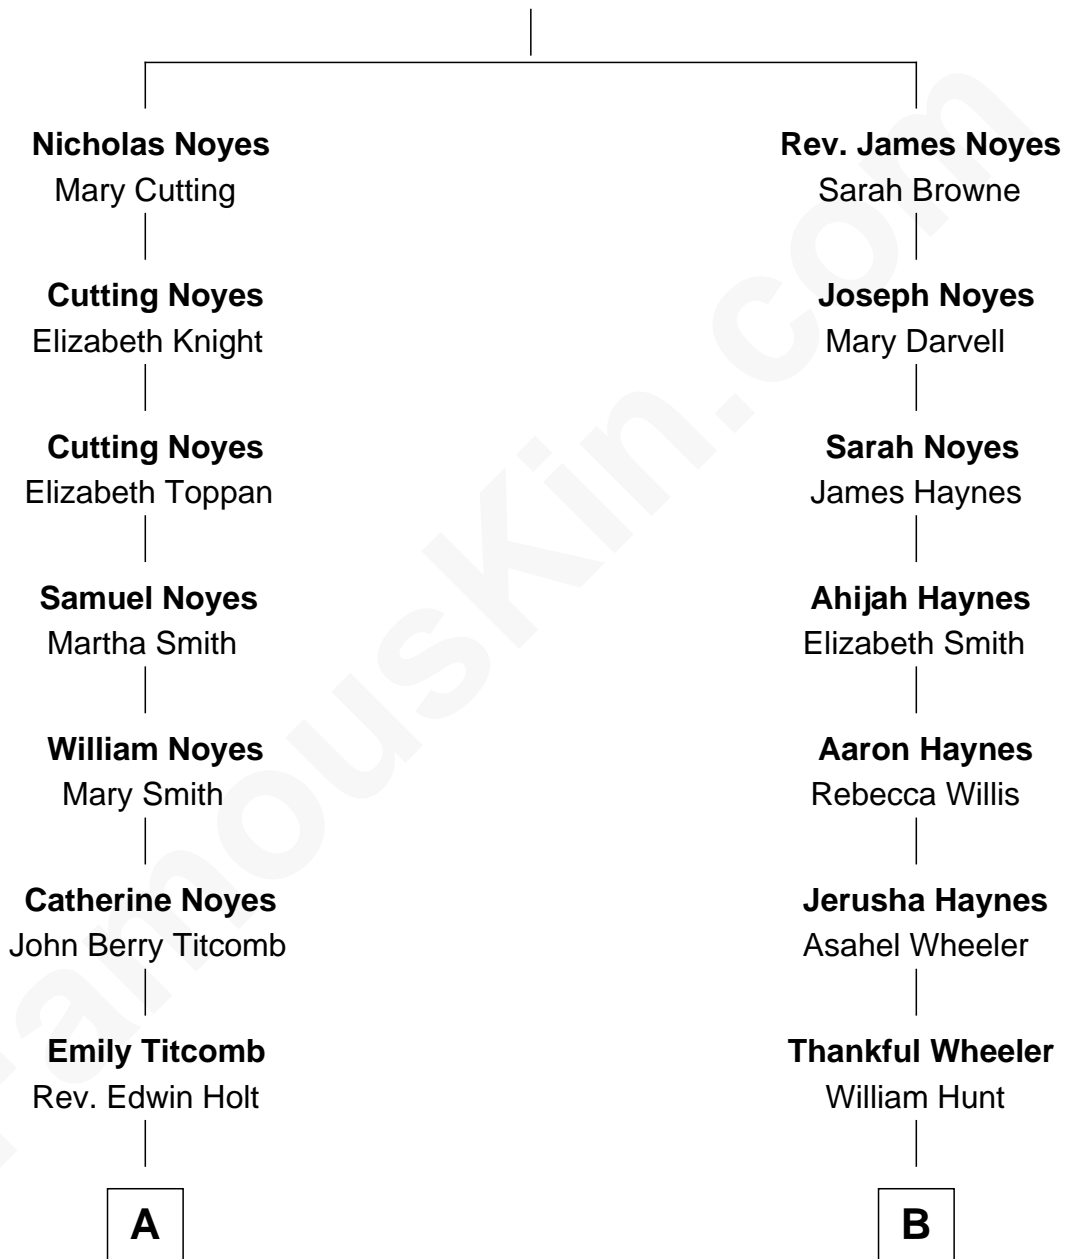 Nicholas Noyes
Mary Cutting
Cutting Noyes
Elizabeth Knight
Cutting Noyes
Elizabeth Toppan
Samuel Noyes
Martha Smith
William Noyes
Mary Smith
Catherine Noyes
John Berry Titcomb
Emily Titcomb
Rev. Edwin Holt
A
Rev. James Noyes
Sarah Browne
Joseph Noyes
Mary Darvell
Sarah Noyes
James Haynes
Ahijah Haynes
Elizabeth Smith
Aaron Haynes
Rebecca Willis
Jerusha Haynes
Asahel Wheeler
Thankful Wheeler
William Hunt
B
FamousKin.com